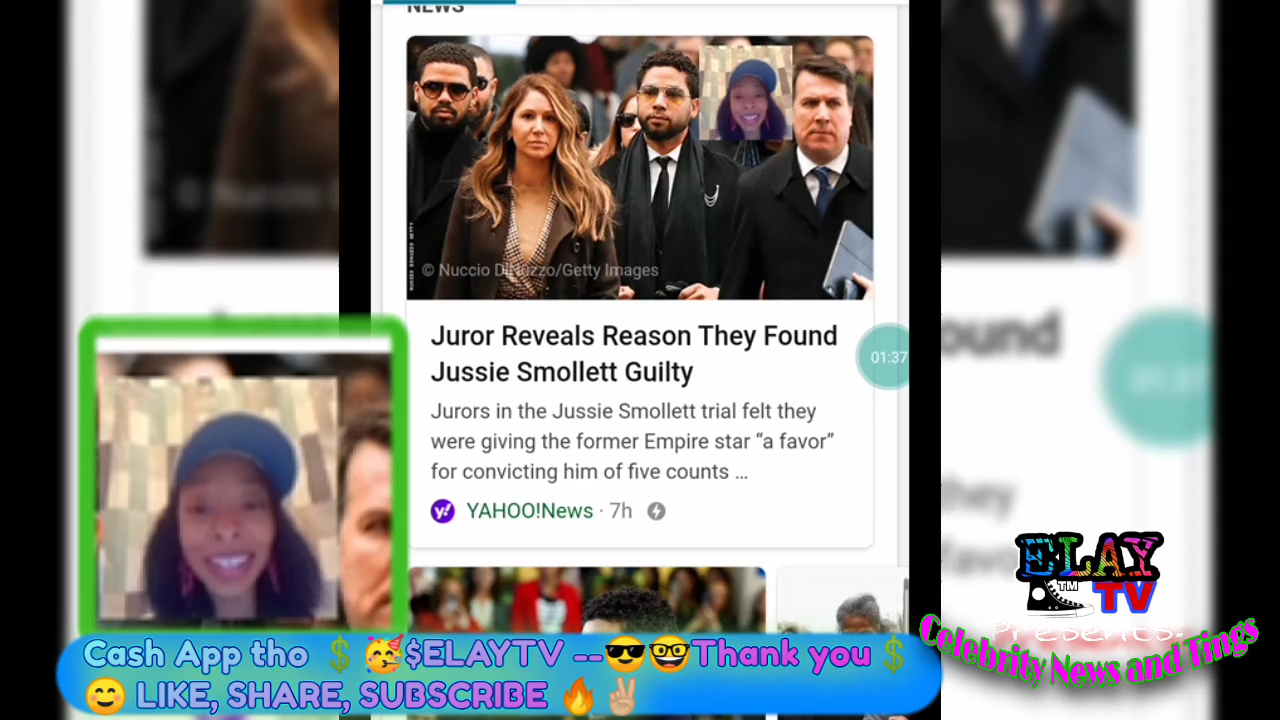 NEWS
© Nuccio DiNuzzo/Getty Images
Juror Reveals Reason They Found
Jussie Smollett Guilty
01:37
Jurors in the Jussie Smollett trial felt they
were giving the former Empire star “a favor”
for convicting him of five counts ...
y! YAHOO!News · 7h
ELAY
TM
TV
Presents:
Celebrity News and Tings
Cash App tho 💲🥳$ELAYTV --😎🤓Thank you💲
😊 LIKE, SHARE, SUBSCRIBE 🔥✌🏼